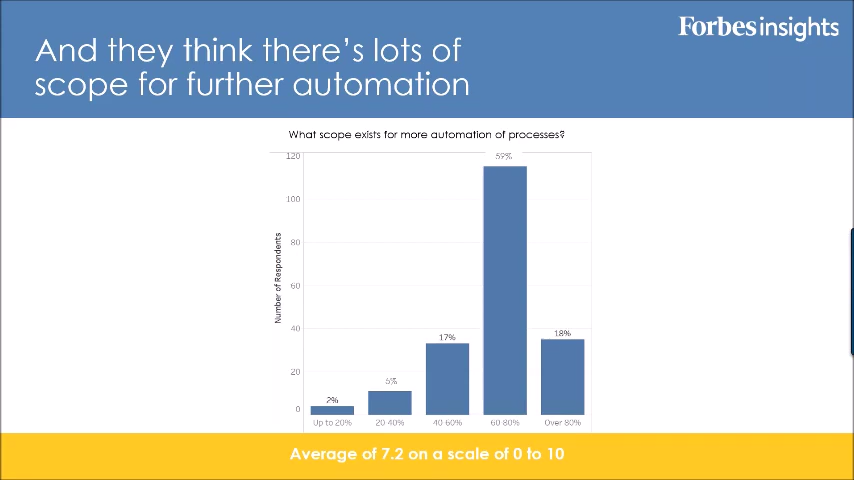 Forbes insights
And they think there's lots of
scope for further automation
What scope exists for more automation of processes?
Number of Respondents
120
100
80
60
40
20
0
2%
6%
17%
59%
18%
Up to 20%
20-40%
40-60%
60-80%
Over 80%
Average of 7.2 on a scale of 0 to 10